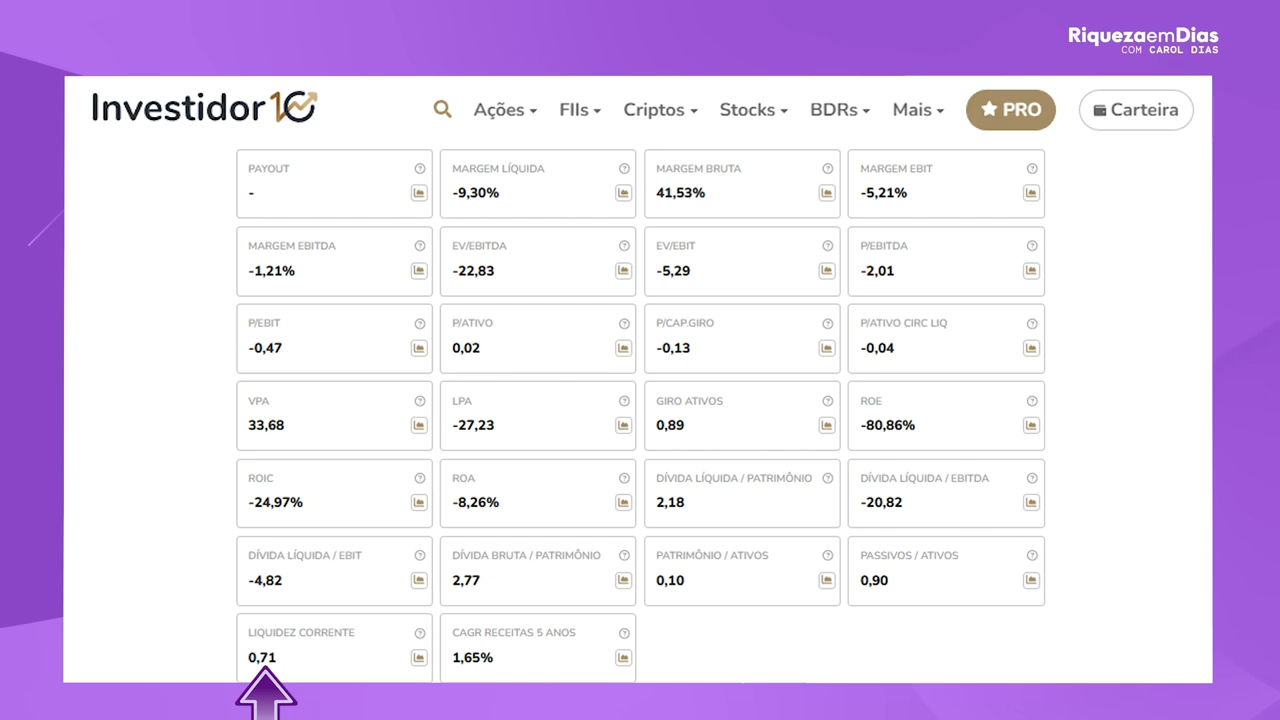 RiquezaemDias
COM CAROL DIAS
Investidor 10
Ações FIIs Criptos Stocks BDRs Mais PRO Carteira
PAYOUT MARGEM LÍQUIDA MARGEM BRUTA MARGEM EBIT
- -9,30% 41,53% -5,21%
MARGEM EBITDA EV/EBITDA EV/EBIT P/EBITDA
-1,21% -22,83 -5,29 -2,01
P/EBIT P/ATIVO P/CAP.GIRO P/ATIVO CIRC LIQ
-0,47 0,02 -0,13 -0,04
VPA LPA GIRO ATIVOS ROE
33,68 -27,23 0,89 -80,86%
ROIC ROA DÍVIDA LÍQUIDA / PATRIMÔNIO DÍVIDA LÍQUIDA / EBITDA
-24,97% -8,26% 2,18 -20,82
DÍVIDA LÍQUIDA / EBIT DÍVIDA BRUTA / PATRIMÔNIO PATRIMÔNIO / ATIVOS PASSIVOS / ATIVOS
-4,82 2,77 0,10 0,90
LIQUIDEZ CORRENTE CAGR RECEITAS 5 ANOS
0,71 1,65%